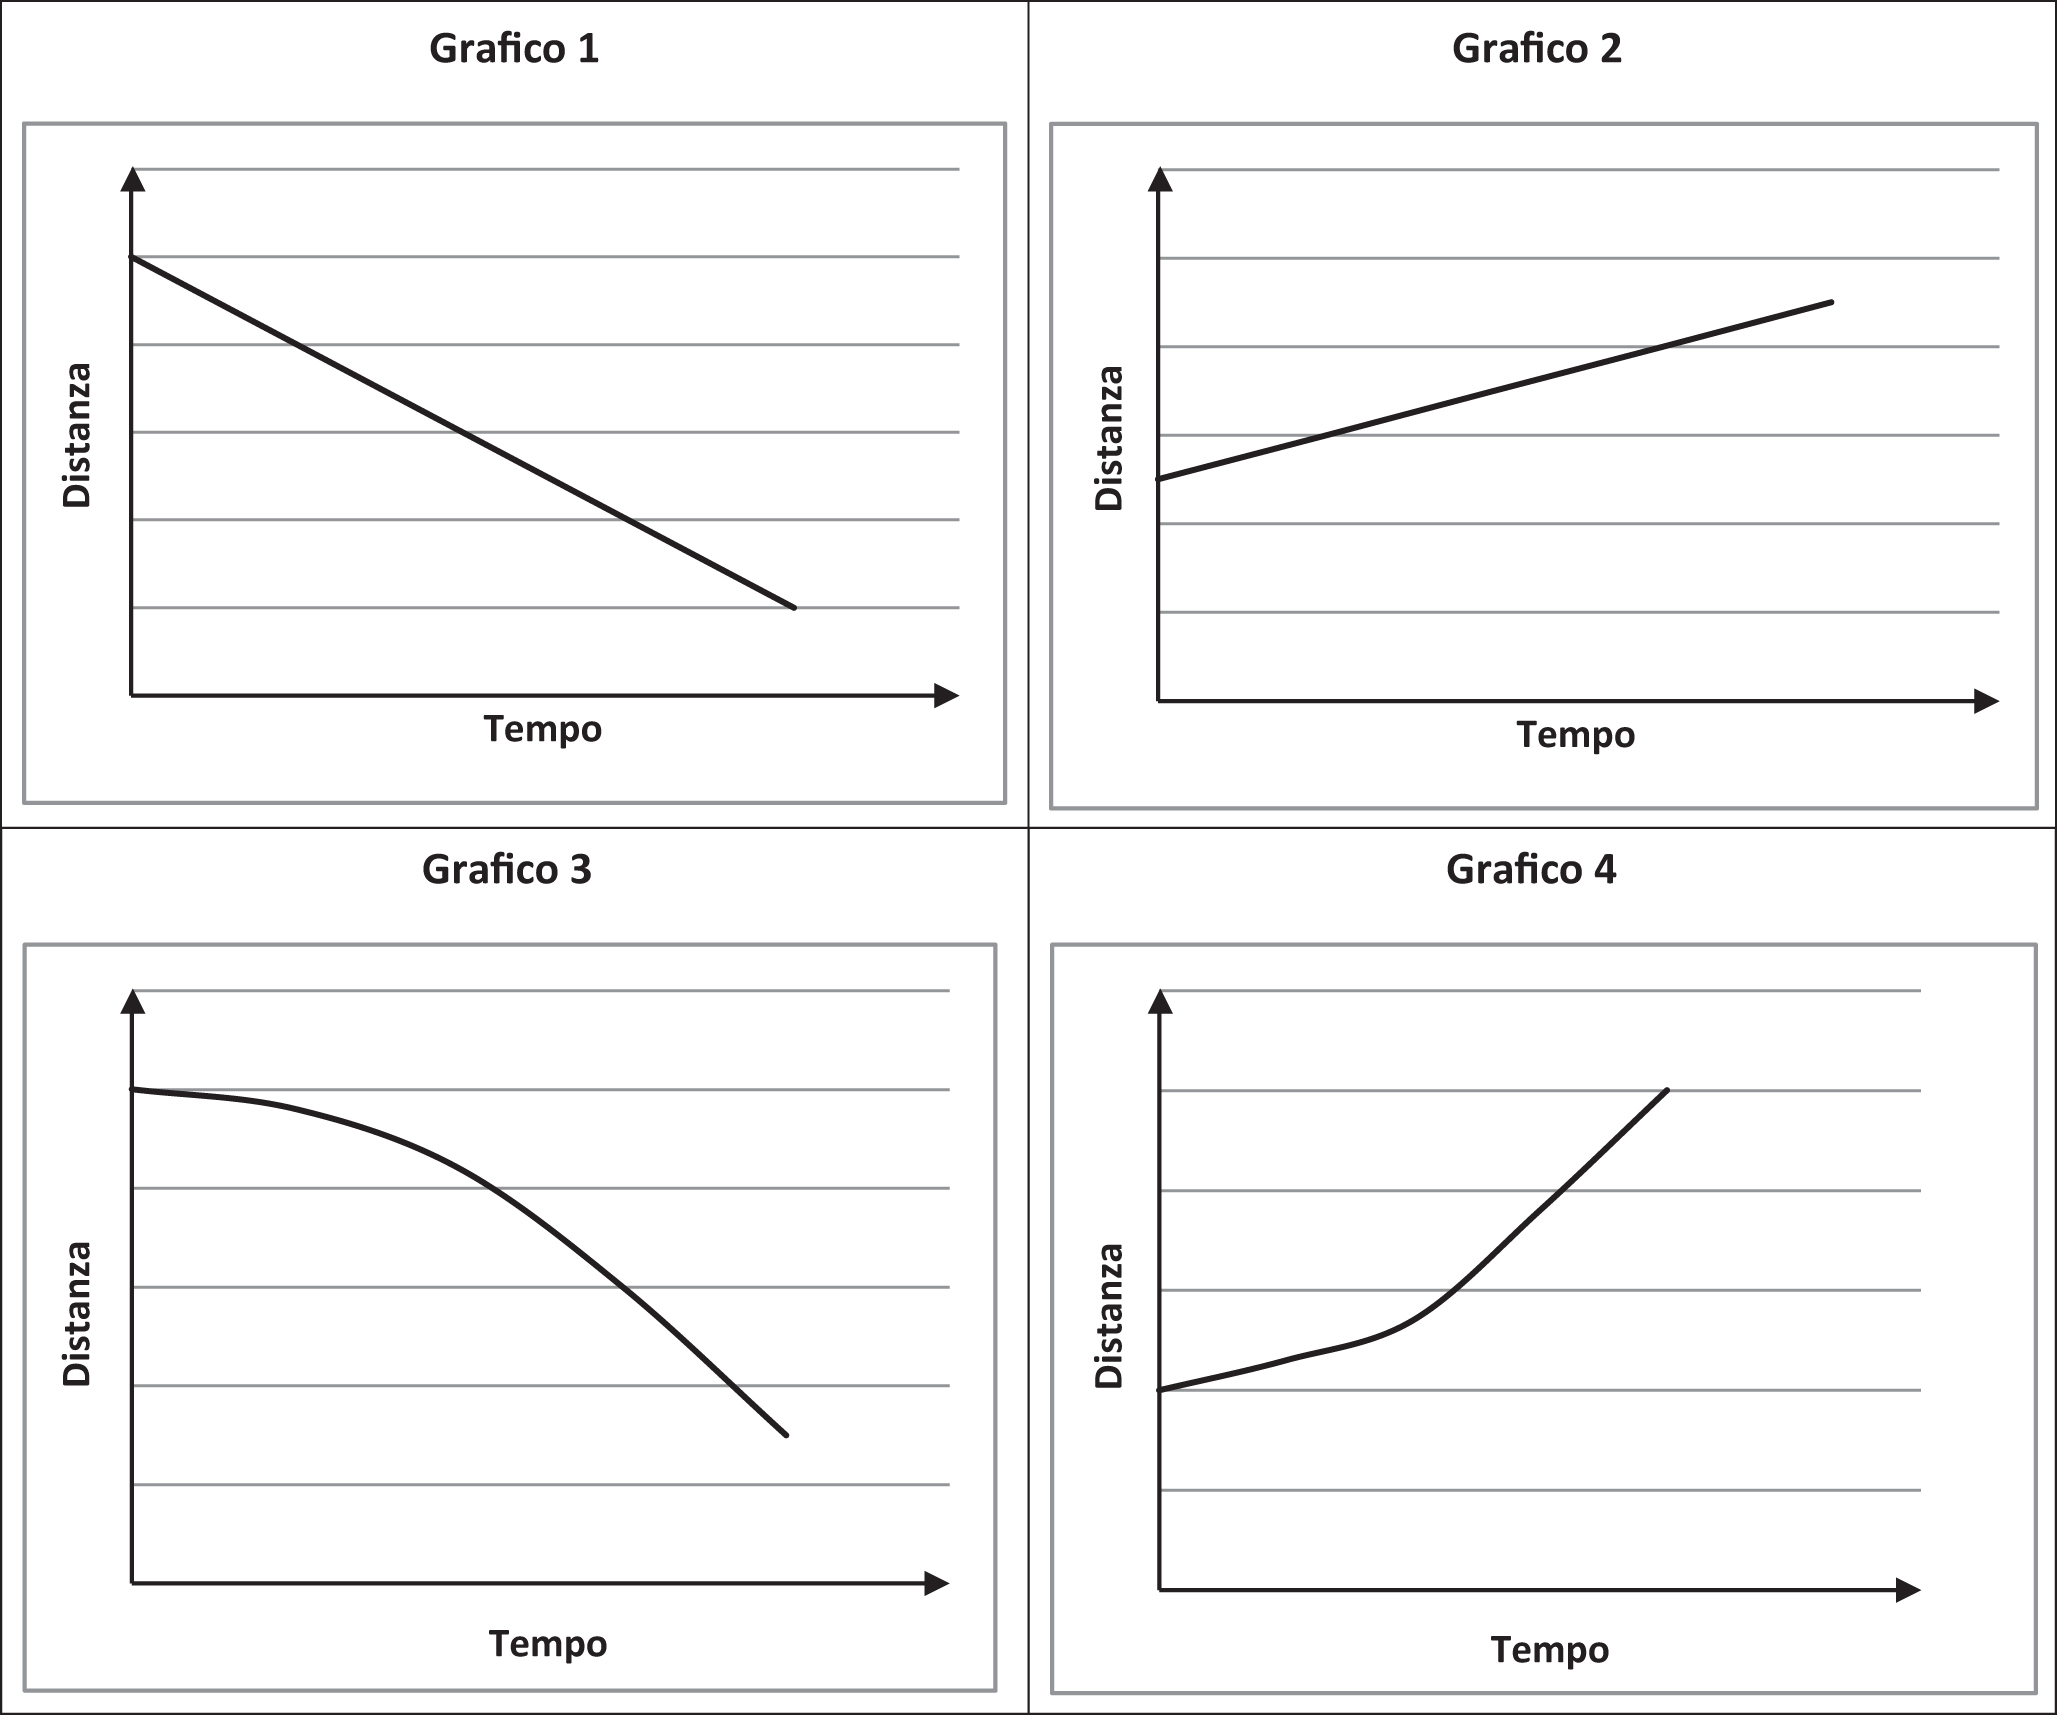 Grafico 1
Distanza
Tempo
Grafico 2
Distanza
Tempo
Grafico 3
Distanza
Tempo
Grafico 4
Distanza
Tempo